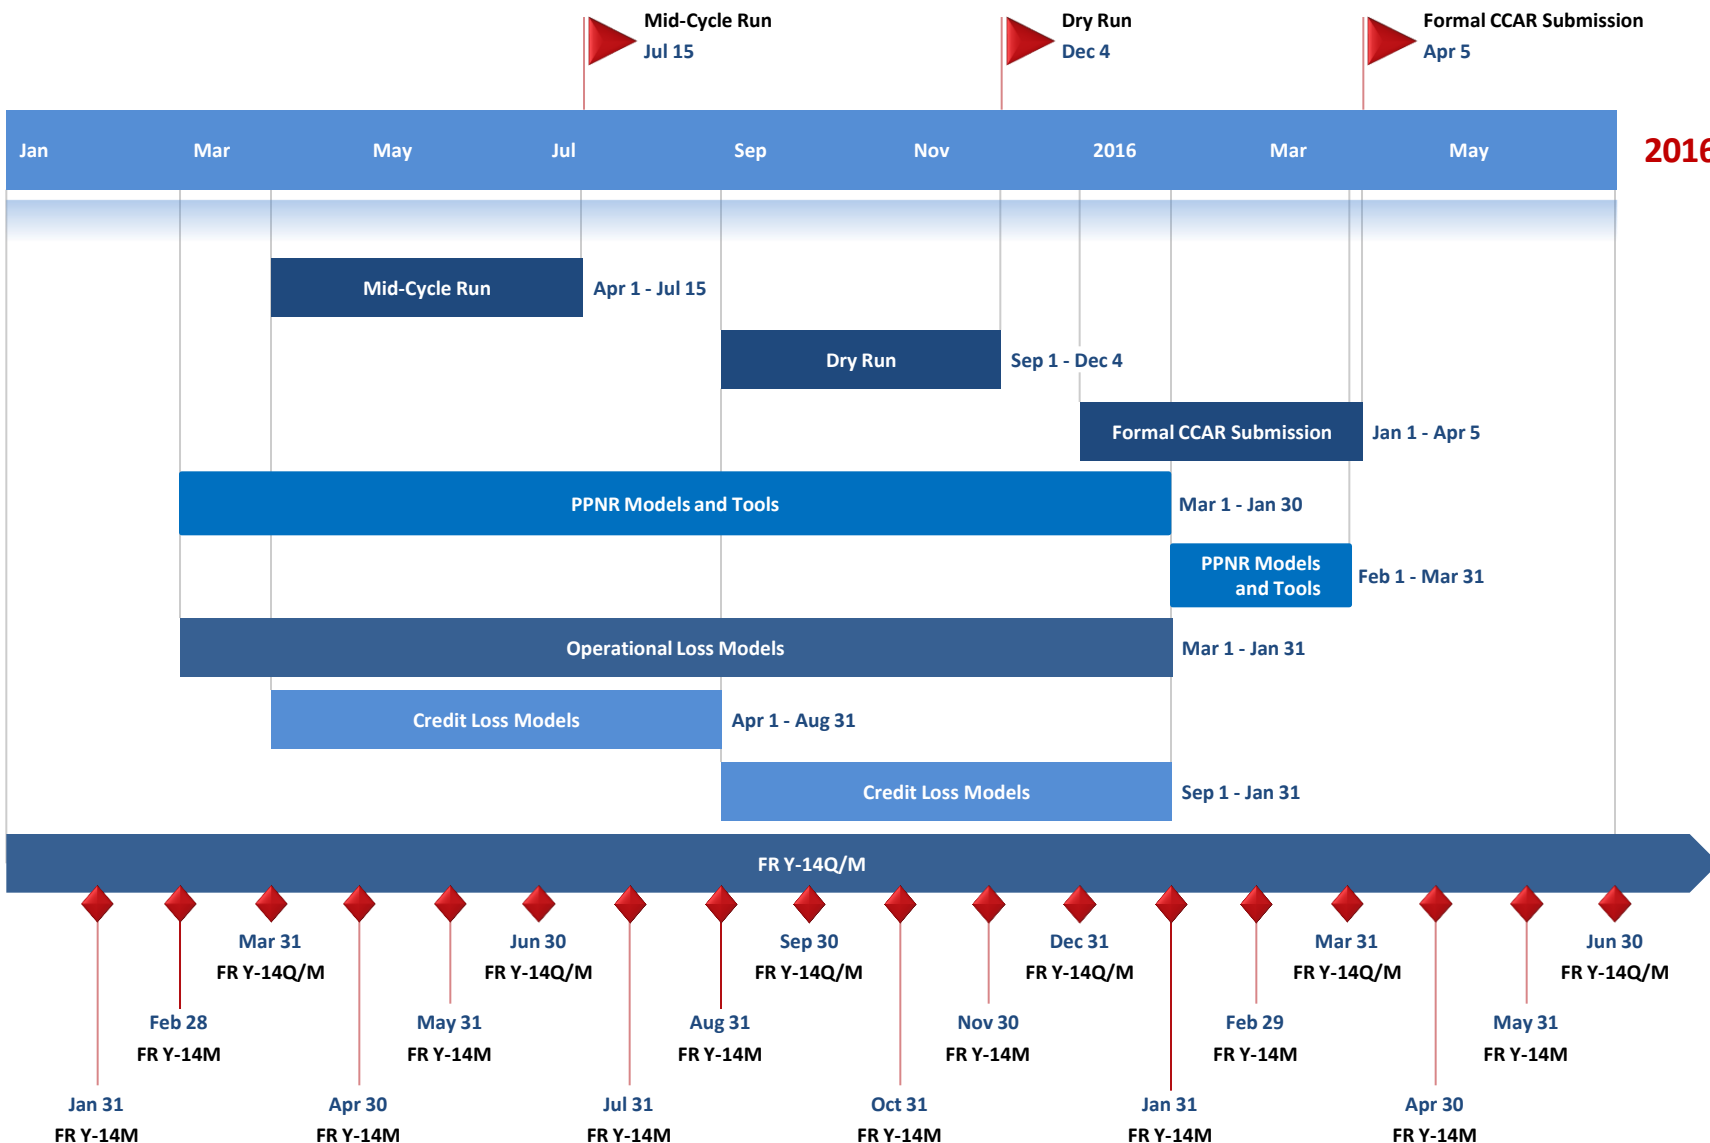 Mid-Cycle Run
Jul 15
Dry Run
Dec 4
Formal CCAR Submission
Apr 5
Jan Mar May Jul Sep Nov 2016 Mar May
2016
Mid-Cycle Run
Apr 1 - Jul 15
Dry Run
Sep 1 - Dec 4
Formal CCAR Submission
Jan 1 - Apr 5
PPNR Models and Tools
Mar 1 - Jan 30
PPNR Models
and Tools
Feb 1 - Mar 31
Operational Loss Models
Mar 1 - Jan 31
Credit Loss Models
Apr 1 - Aug 31
Credit Loss Models
Sep 1 - Jan 31
FR Y-14Q/M
Mar 31 Jun 30 Sep 30 Dec 31 Mar 31 Jun 30
FR Y-14Q/M FR Y-14Q/M FR Y-14Q/M FR Y-14Q/M FR Y-14Q/M FR Y-14Q/M
Feb 28 May 31 Aug 31 Nov 30 Feb 29 May 31
FR Y-14M FR Y-14M FR Y-14M FR Y-14M FR Y-14M FR Y-14M
Jan 31 Apr 30 Jul 31 Oct 31 Jan 31 Apr 30
FR Y-14M FR Y-14M FR Y-14M FR Y-14M FR Y-14M FR Y-14M